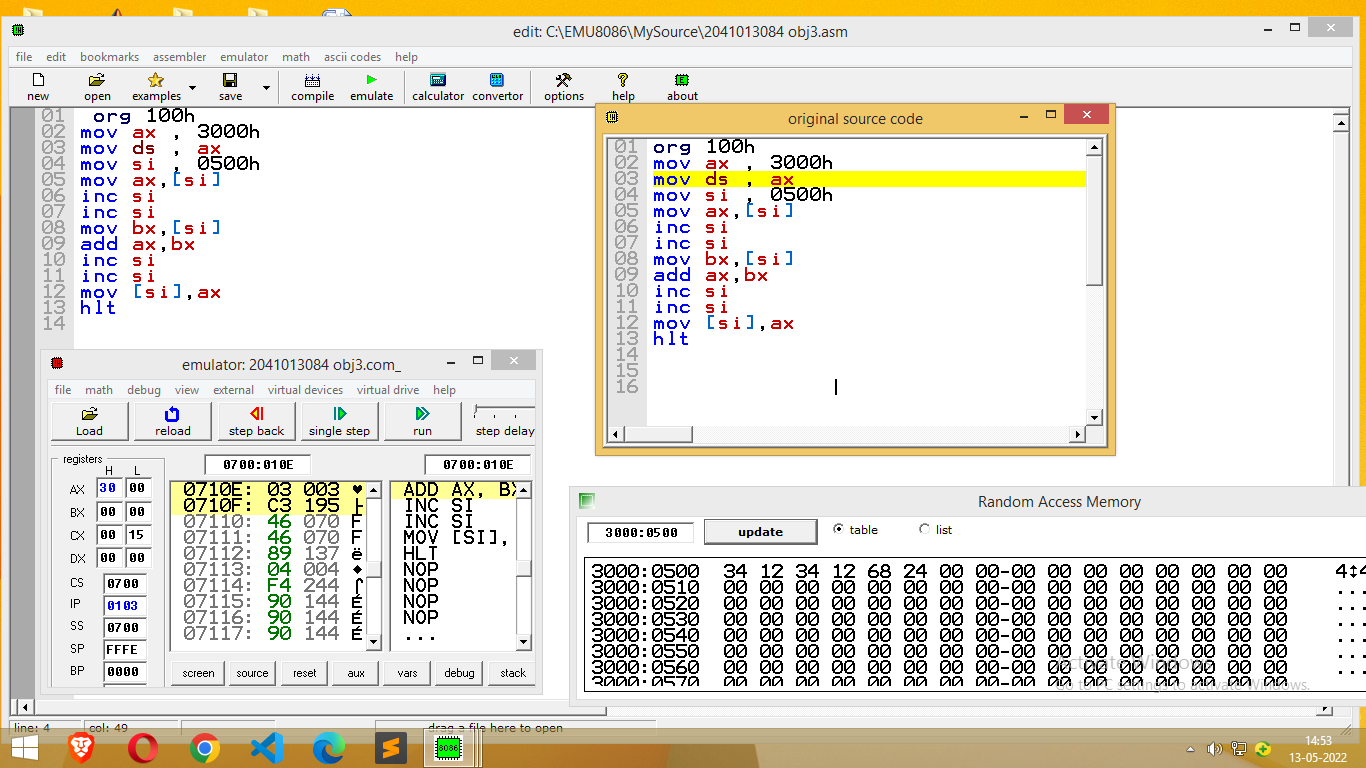 edit: C:\EMU8086\MySource\2041013084 obj3.asm
file edit bookmarks assembler emulator math ascii codes help
new open examples save compile emulate calculator convertor options help about
01 org 100h
02 mov ax , 3000h
03 mov ds , ax
04 mov si , 0500h
05 mov ax,[si]
06 inc si
07 inc si
08 mov bx,[si]
09 add ax,bx
10 inc si
11 inc si
12 mov [si],ax
13 hlt
14
original source code
01 org 100h
02 mov ax , 3000h
03 mov ds , ax
04 mov si , 0500h
05 mov ax,[si]
06 inc si
07 inc si
08 mov bx,[si]
09 add ax,bx
10 inc si
11 inc si
12 mov [si],ax
13 hlt
14
15
16
emulator: 2041013084 obj3.com_
file math debug view external virtual devices virtual drive help
Load reload step back single step run step delay
registers
H L
AX 30 00
BX 00 00
CX 00 15
DX 00 00
CS 0700
IP 0103
SS 0700
SP FFFE
BP 0000
0700:010E 0700:010E
0710E: 03 003 ♥
0710F: C3 195 ├
07110: 46 070 F
07111: 46 070 F
07112: 89 137 ë
07113: 04 004 ♦
07114: F4 244 ⌠
07115: 90 144 É
07116: 90 144 É
07117: 90 144 É
ADD AX, BX
INC SI
INC SI
MOV [SI],
HLT
NOP
NOP
NOP
NOP
...
screen source reset aux vars debug stack
Random Access Memory
3000:0500 update table list
3000:0500 34 12 34 12 68 24 00 00-00 00 00 00 00 00 00 00 4↕4
3000:0510 00 00 00 00 00 00 00 00-00 00 00 00 00 00 00 00 ...
3000:0520 00 00 00 00 00 00 00 00-00 00 00 00 00 00 00 00 ...
3000:0530 00 00 00 00 00 00 00 00-00 00 00 00 00 00 00 00 ...
3000:0540 00 00 00 00 00 00 00 00-00 00 00 00 00 00 00 00 ...
3000:0550 00 00 00 00 00 00 00 00-00 00 00 00 00 00 00 00 ...
3000:0560 00 00 00 00 00 00 00 00-00 00 00 00 00 00 00 00 ...
3000:0570 00 00 00 00 00 00 00 00-00 00 00 00 00 00 00 00 ...
Activate Windows
Go to PC settings to activate Windows.
line: 4 col: 49 drag a file here to open
8086
14:53
13-05-2022